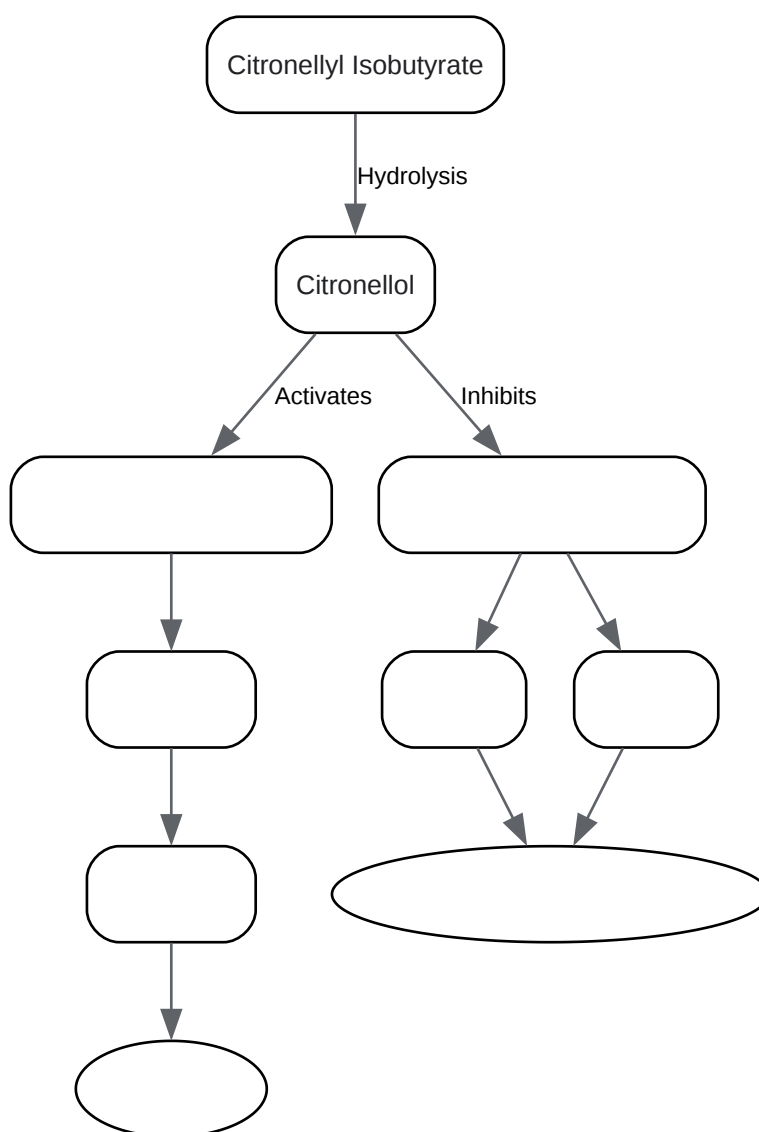 Citronellyl Isobutyrate
Hydrolysis
Citronellol
Activates
Inhibits